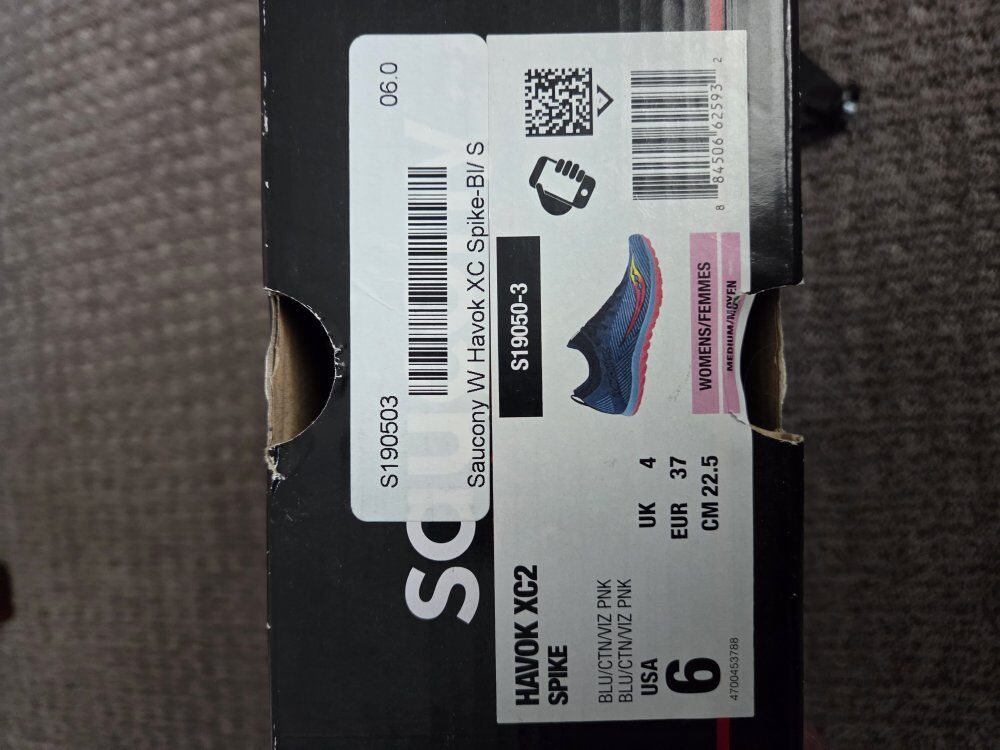 S190503
06.0
Saucony W Havok XC Spike-Bl/ S
HAVOK XC2
SPIKE
S19050-3
BLU/CTN/VIZ PNK
BLU/CTN/VIZ PNK
USA
6
UK 4
EUR 37
CM 22.5
WOMENS/FEMMES
MEDIUM/MOYEN
8 84506 62593 2
4700453788